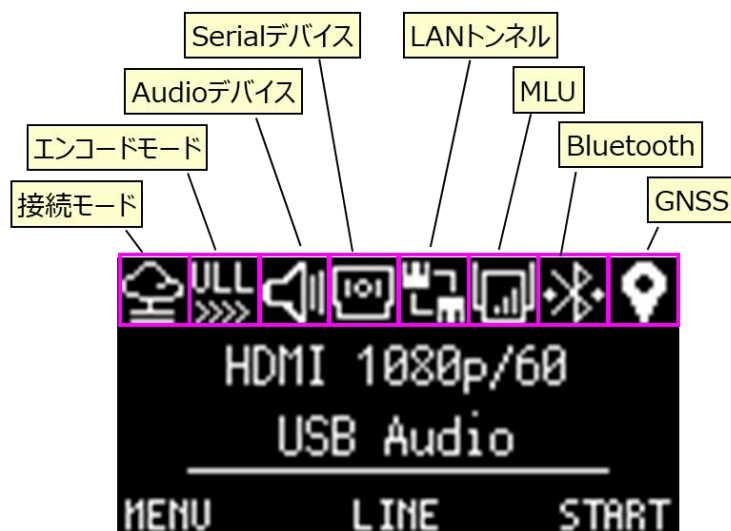 Serialデバイス
LANトンネル
Audioデバイス
MLU
エンコードモード
Bluetooth
接続モード
GNSS
ULL
>>>>
HDMI 1080p/60
USB Audio
MENU LINE START